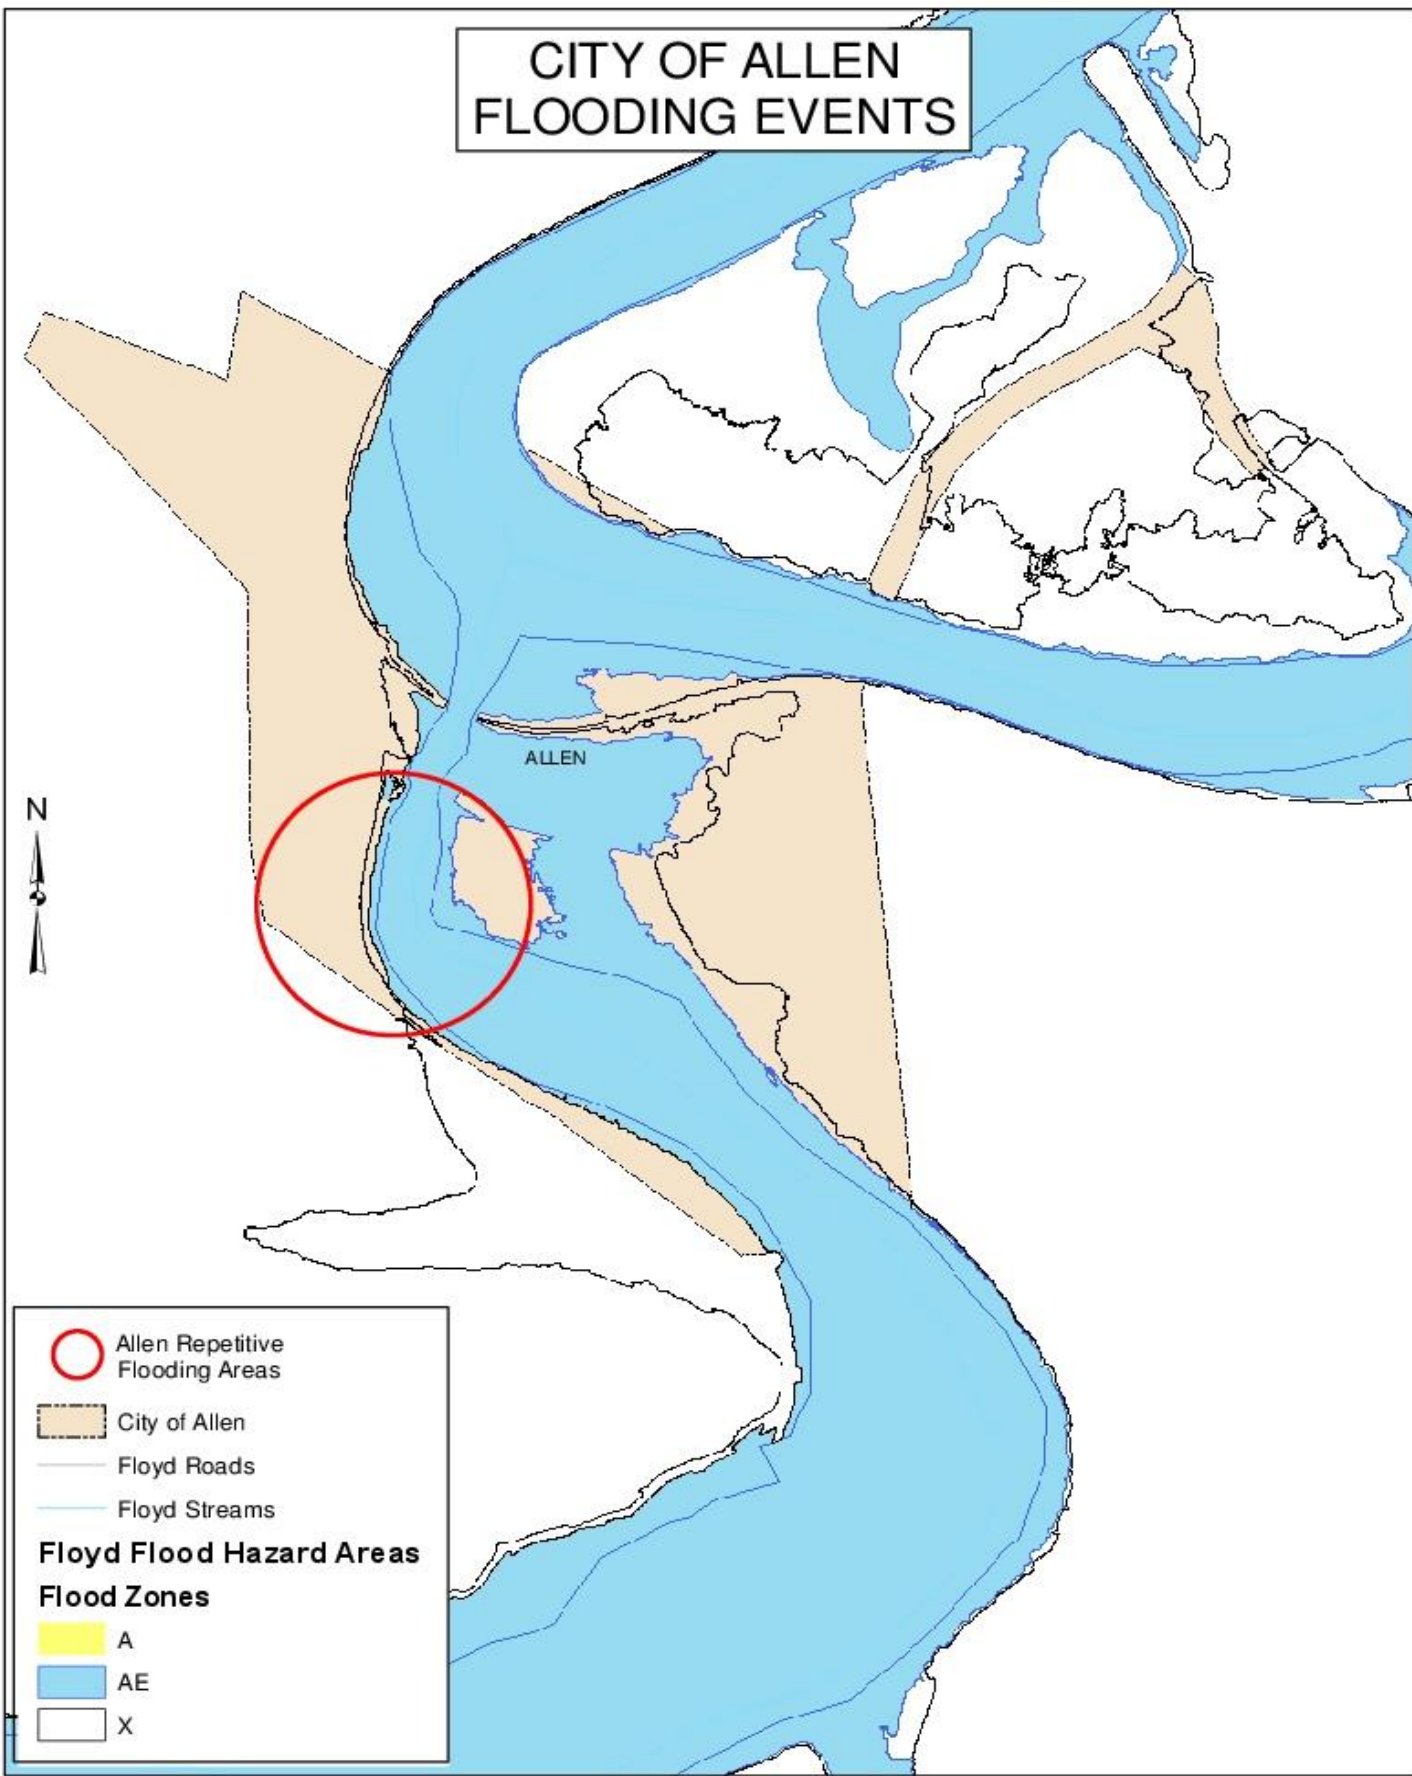 CITY OF ALLEN
FLOODING EVENTS
ALLEN
N
Allen Repetitive
Flooding Areas
City of Allen
Floyd Roads
Floyd Streams
Floyd Flood Hazard Areas
Flood Zones
A
AE
X